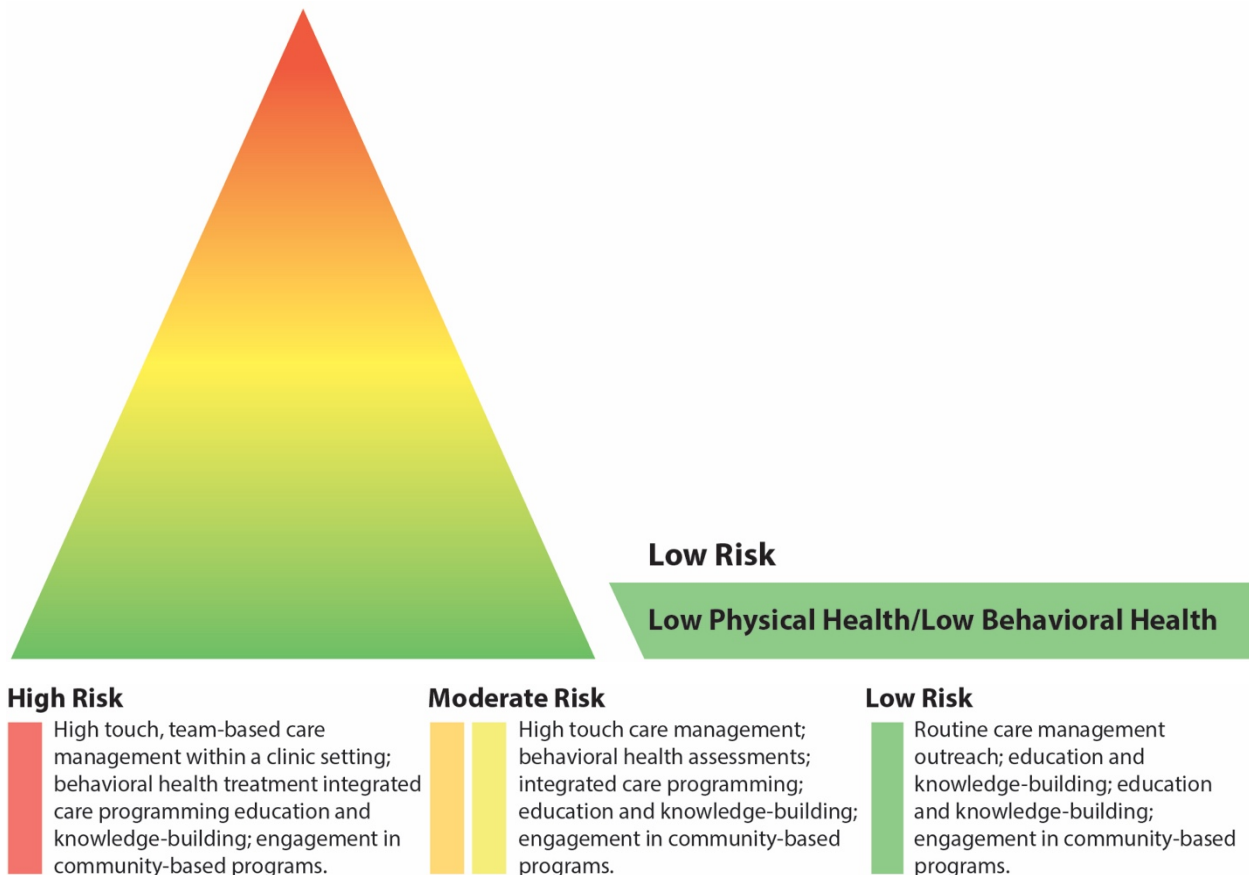 Low Risk
Low Physical Health/Low Behavioral Health
High Risk
High touch, team-based care
management within a clinic setting;
behavioral health treatment integrated
care programming education and
knowledge-building; engagement in
community-based programs.
Moderate Risk
High touch care management;
behavioral health assessments;
integrated care programming;
education and knowledge-building;
engagement in community-based
programs.
Low Risk
Routine care management
outreach; education and
knowledge-building; education
and knowledge-building;
engagement in community-based
programs.